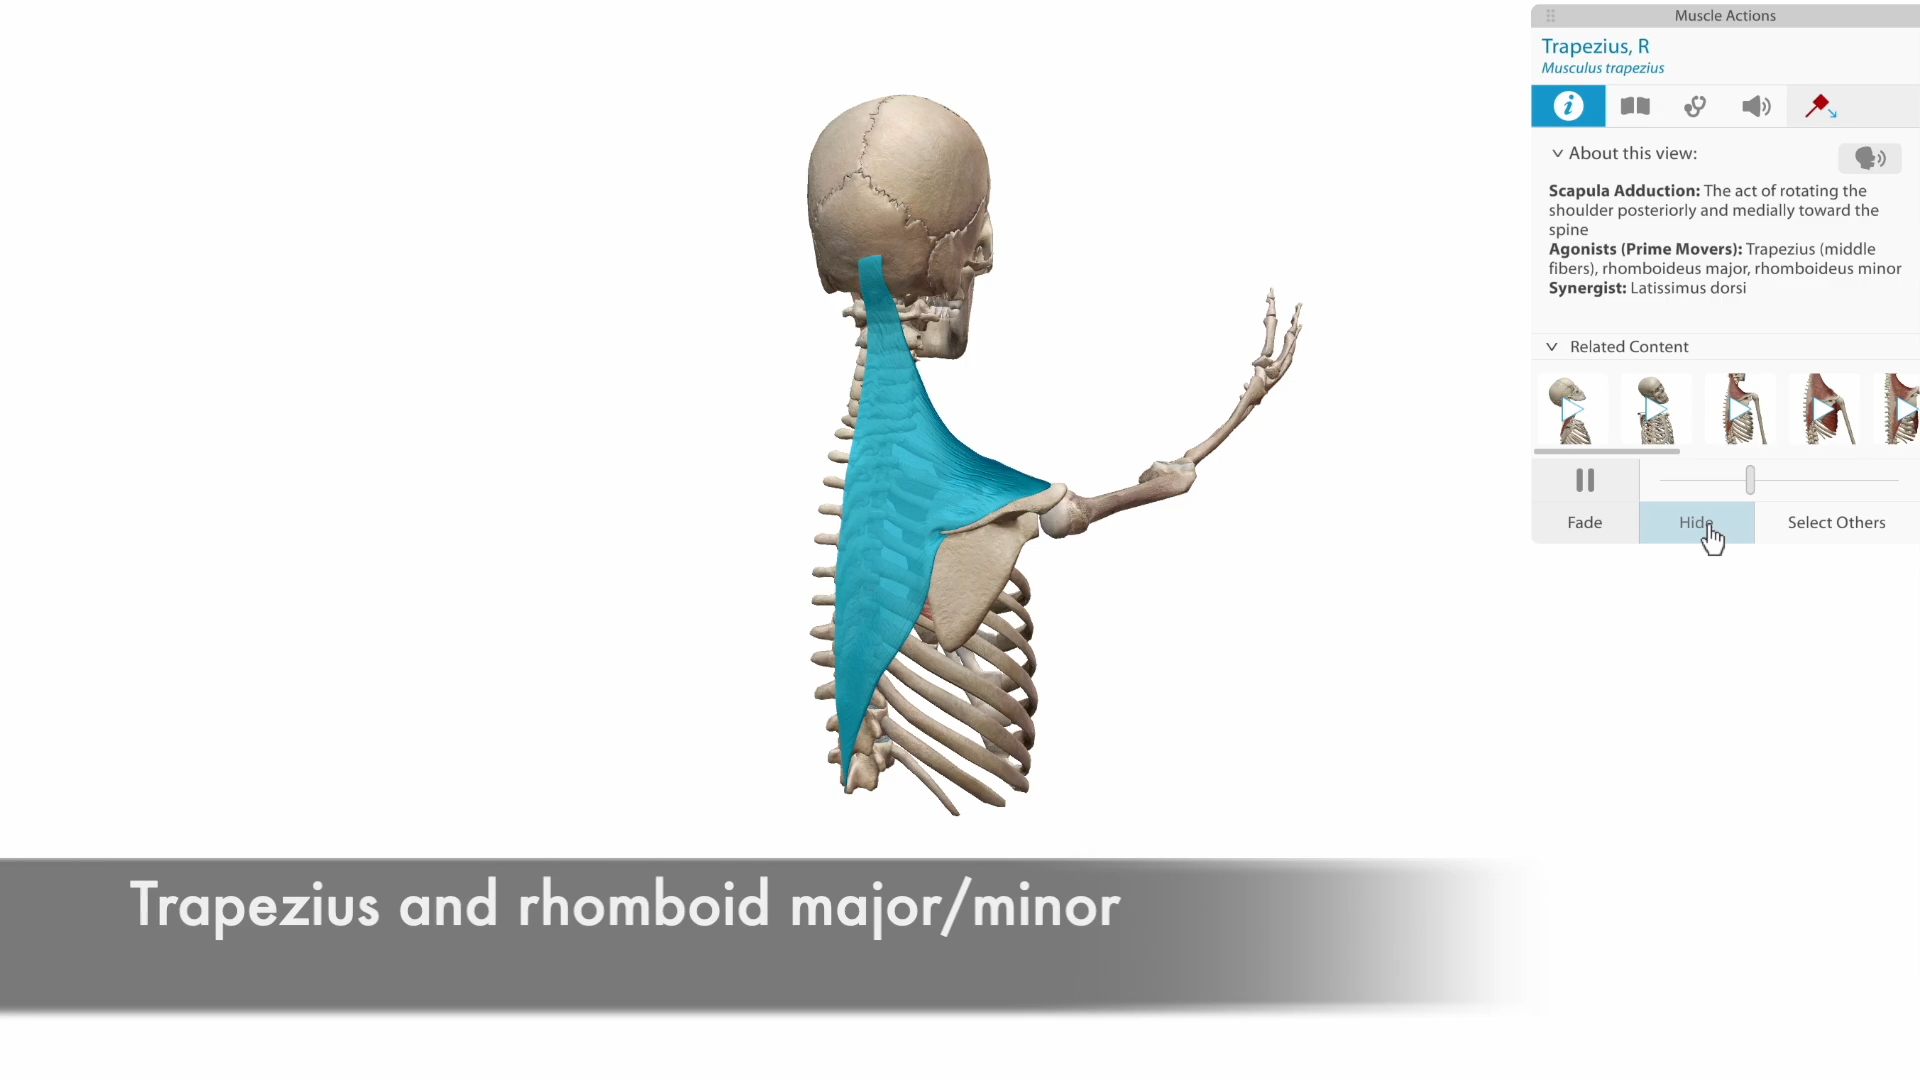 Muscle Actions
Trapezius, R
Musculus trapezius
About this view:
Scapula Adduction: The act of rotating the
shoulder posteriorly and medially toward the
spine
Agonists (Prime Movers): Trapezius (middle
fibers), rhomboideus major, rhomboideus minor
Synergist: Latissimus dorsi
Related Content
Fade
Hide
Select Others
Trapezius and rhomboid major/minor